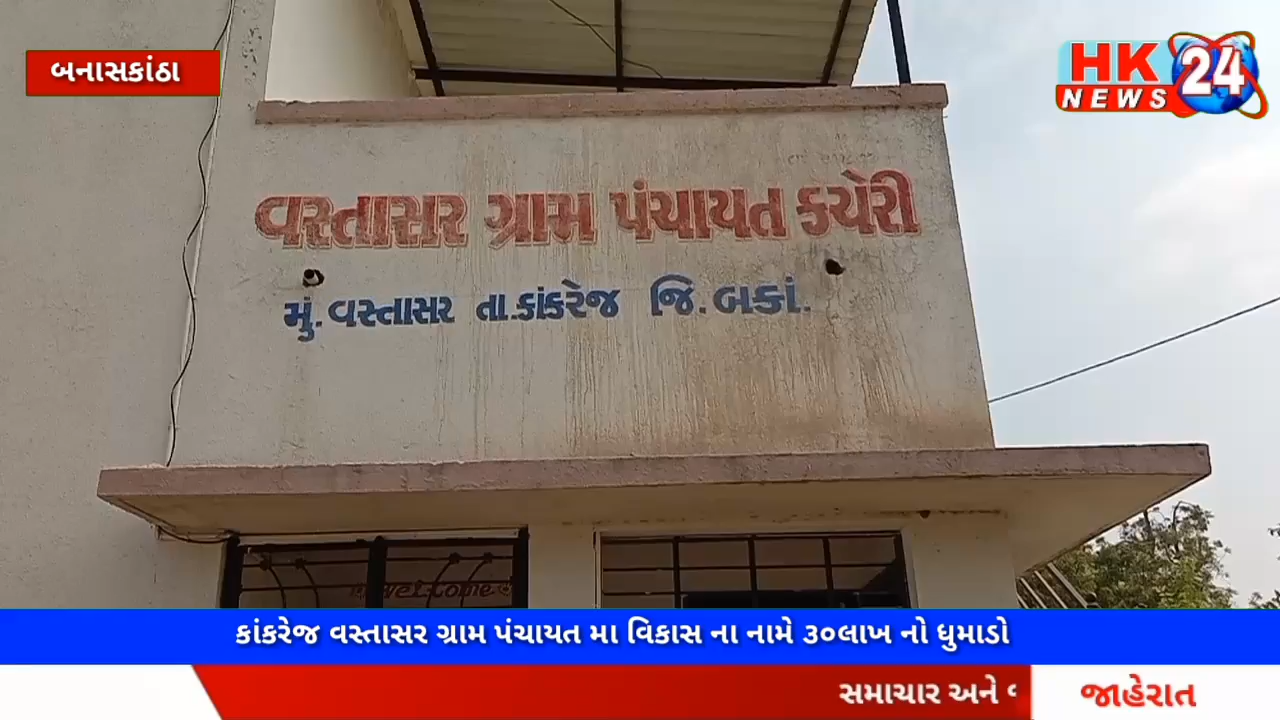 બનાસકાંઠા
HK 24
NEWS
વસ્તાસર ગ્રામ પંચાયત કચેરી
મું.વસ્તાસર તા.કાંકરેજ જિ.બકાં.
welcome
કાંકરેજ વસ્તાસર ગ્રામ પંચાયત મા વિકાસ ના નામે ૩૦લાખ નો ધુમાડો
સમાચાર અને
જાહેરાત